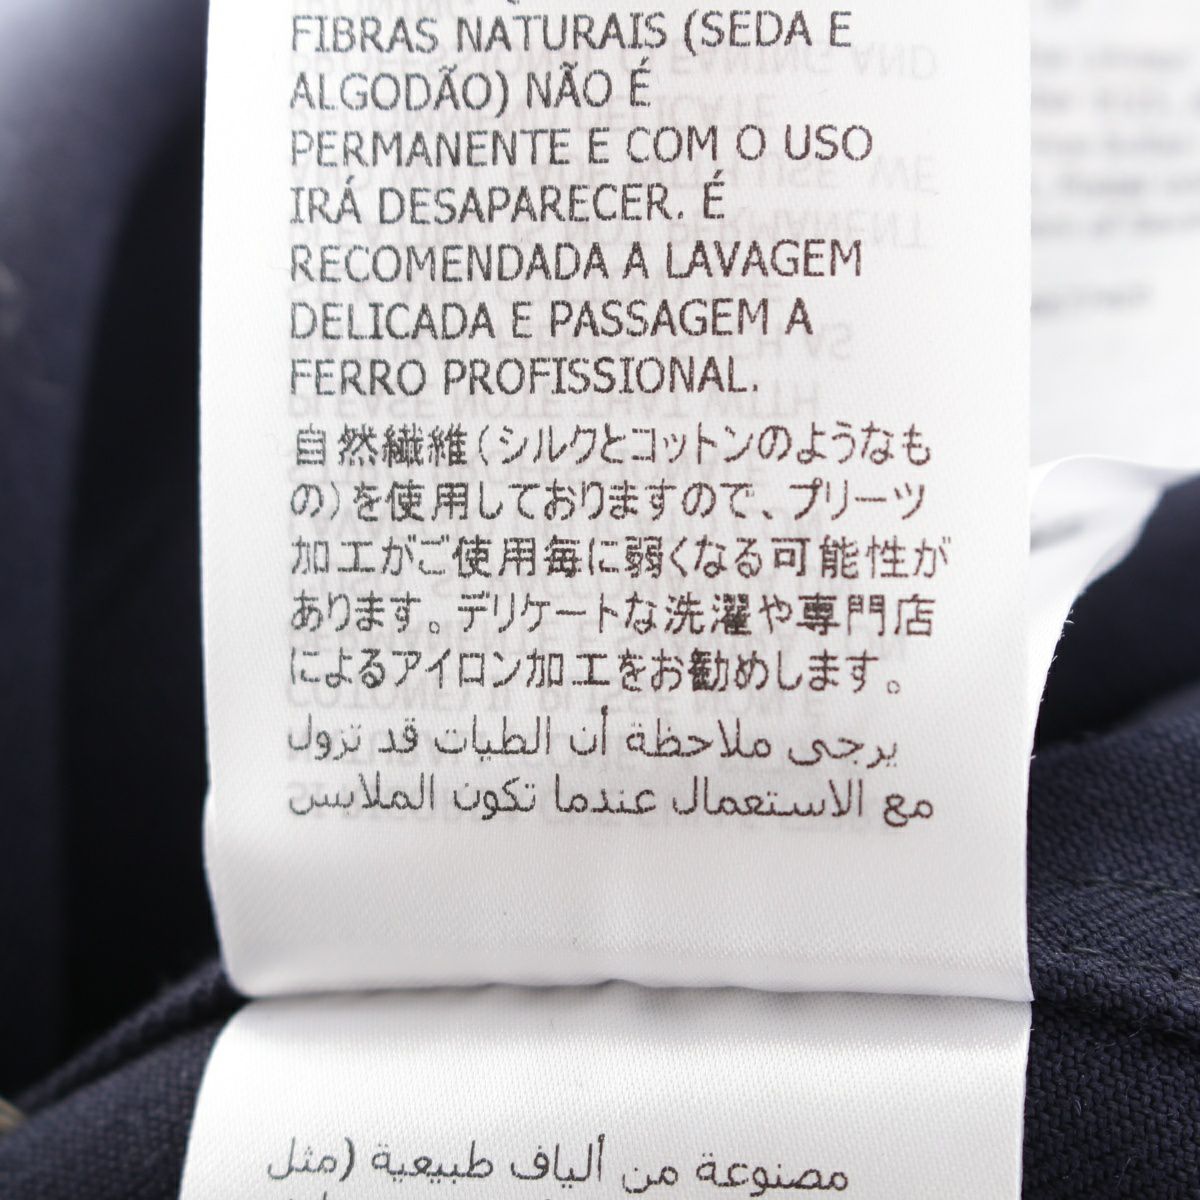 FIBRAS NATURAIS (SEDA E
ALGODÃO) NÃO É
PERMANENTE E COM O USO
IRÁ DESAPARECER. É
RECOMENDADA A LAVAGEM
DELICADA E PASSAGEM A
FERRO PROFISSIONAL.
自然繊維(シルクとコットンのようなも
の)を使用しておりますので、プリーツ
加工がご使用毎に弱くなる可能性が
あります。デリケートな洗濯や専門店
によるアイロン加工をお勧めします。
يرجى ملاحظة أن الطيات قد تزول
مع الاستعمال عندما تكون الملابس
مصنوعة من ألياف طبيعية (مثل